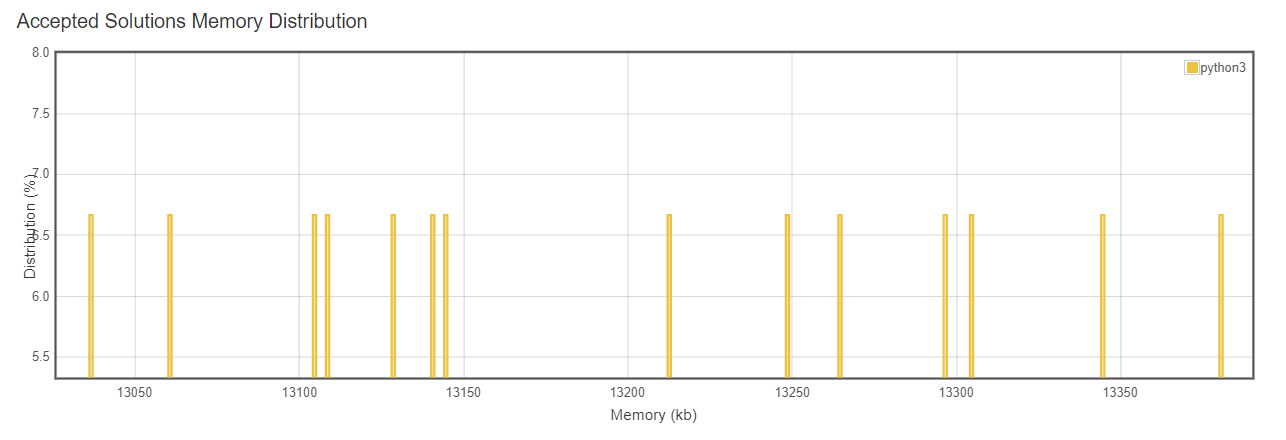 Accepted Solutions Memory Distribution
python3
8.0
7.5
7.0
6.5
6.0
5.5
Distribution (%)
13050 13100 13150 13200 13250 13300 13350
Memory (kb)